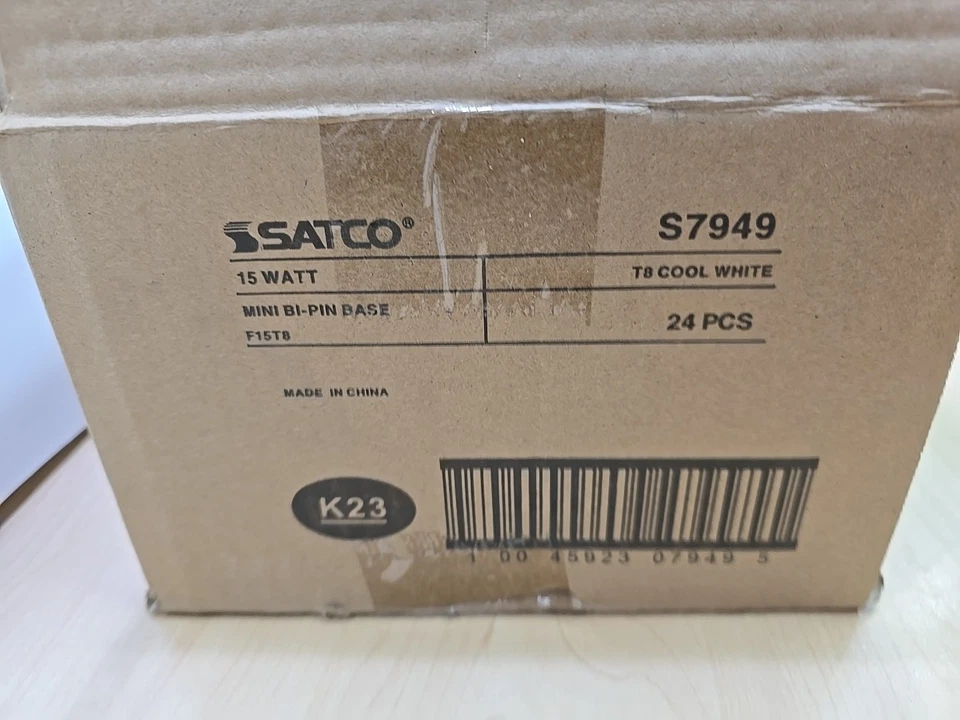 SATCO® S7949
15 WATT T8 COOL WHITE
MINI BI-PIN BASE 24 PCS
F15T8
MADE IN CHINA
K23
1 00 45923 07949 5